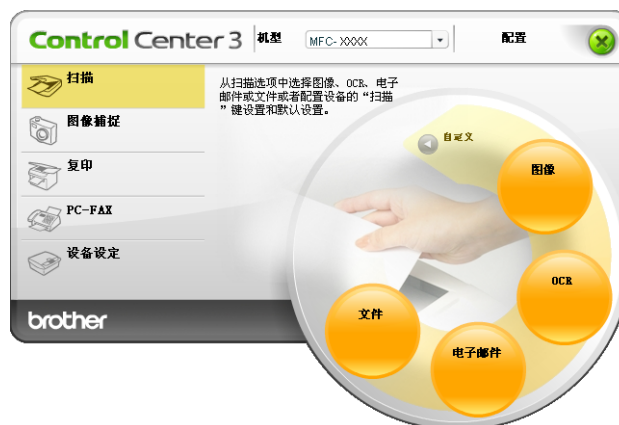 Control Center 3
机型
MFC-XXXX
配置
扫描
图像捕捉
复印
PC-FAX
设备设定
从扫描选项中选择图像、OCR、电子
邮件或文件或者配置设备的“扫描
”键设置和默认设置。
自定义
图像
OCR
电子邮件
文件
brother